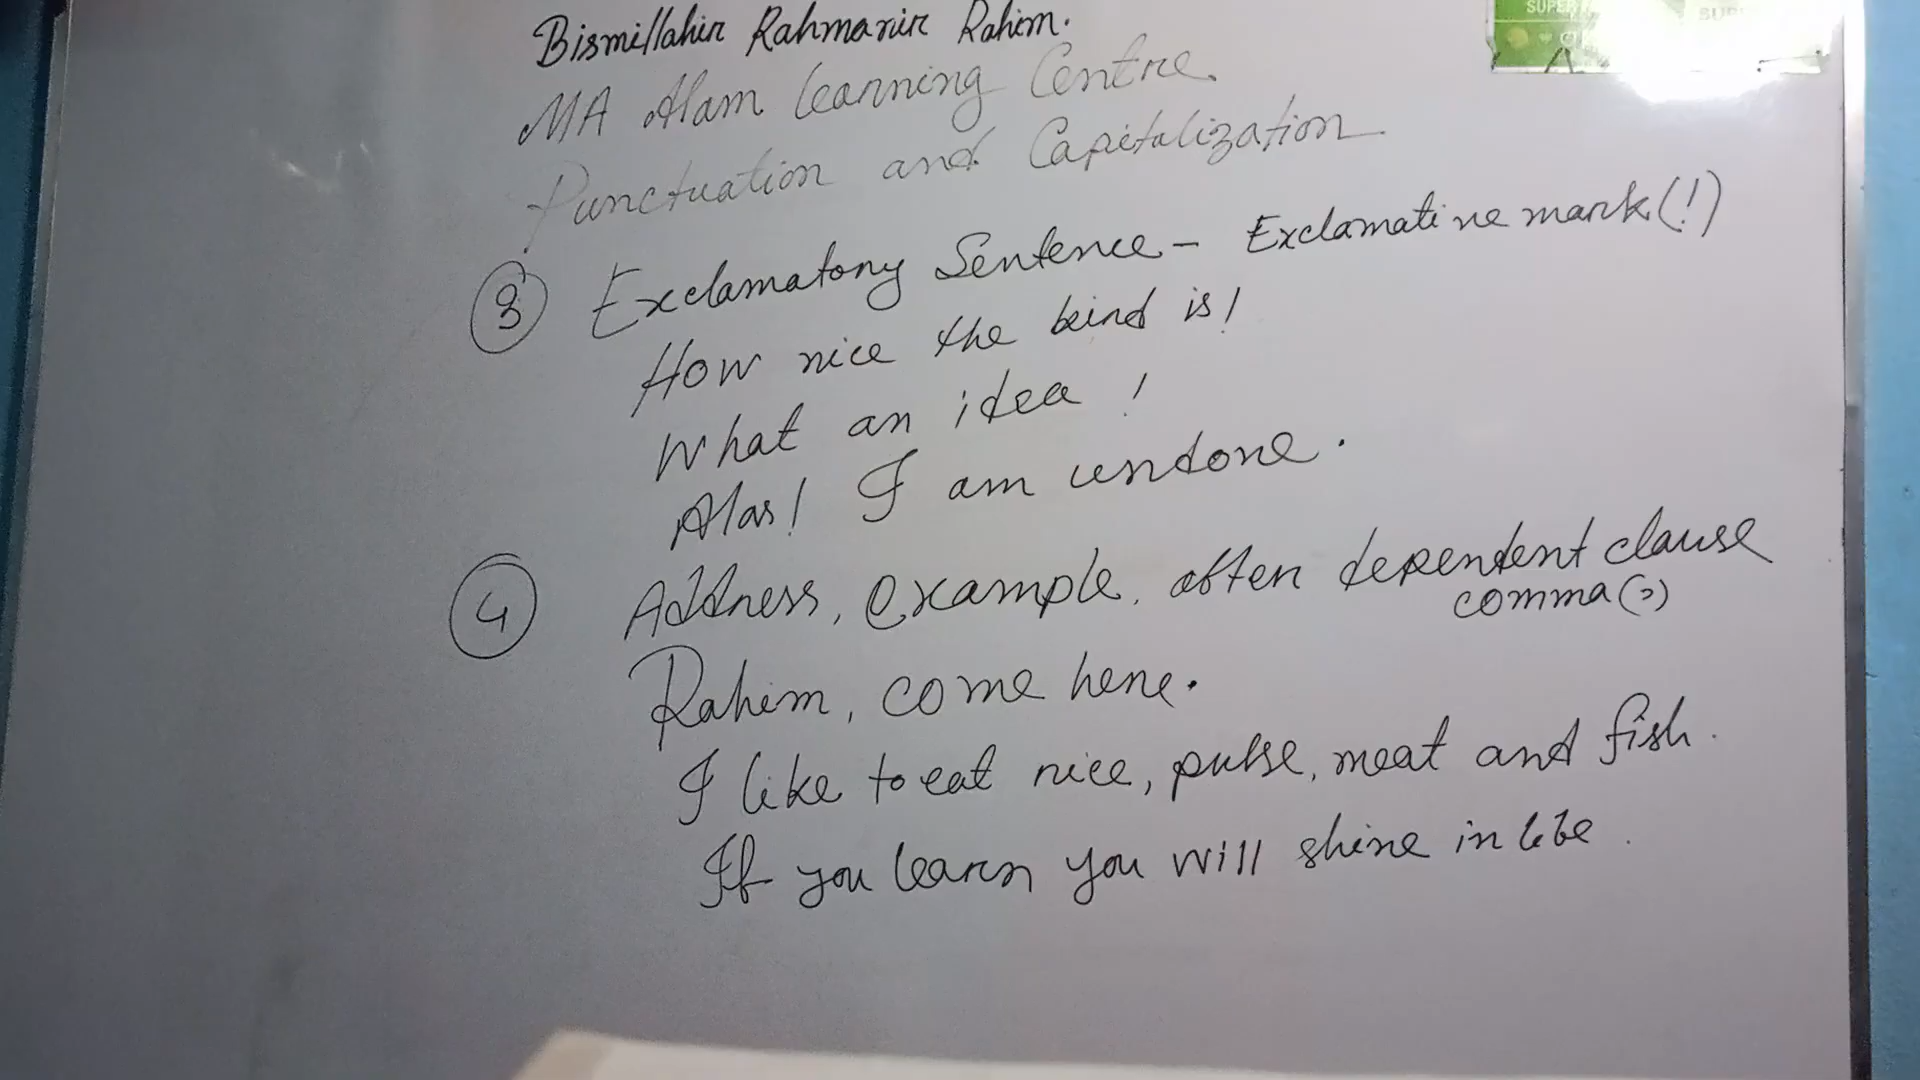 Bismillahir Rahmanir Rahim.
MA Alam Learning Centre.
Punctuation and Capitalization.
3 Exclamatory Sentence - Exclamative mark (!)
How nice the bird is!
What an idea!
Alas! I am undone.
4 Address, example, after dependent clause
comma (,)
Rahim, come here.
I like to eat rice, pulse, meat and fish.
If you learn you will shine in life.
SUPER